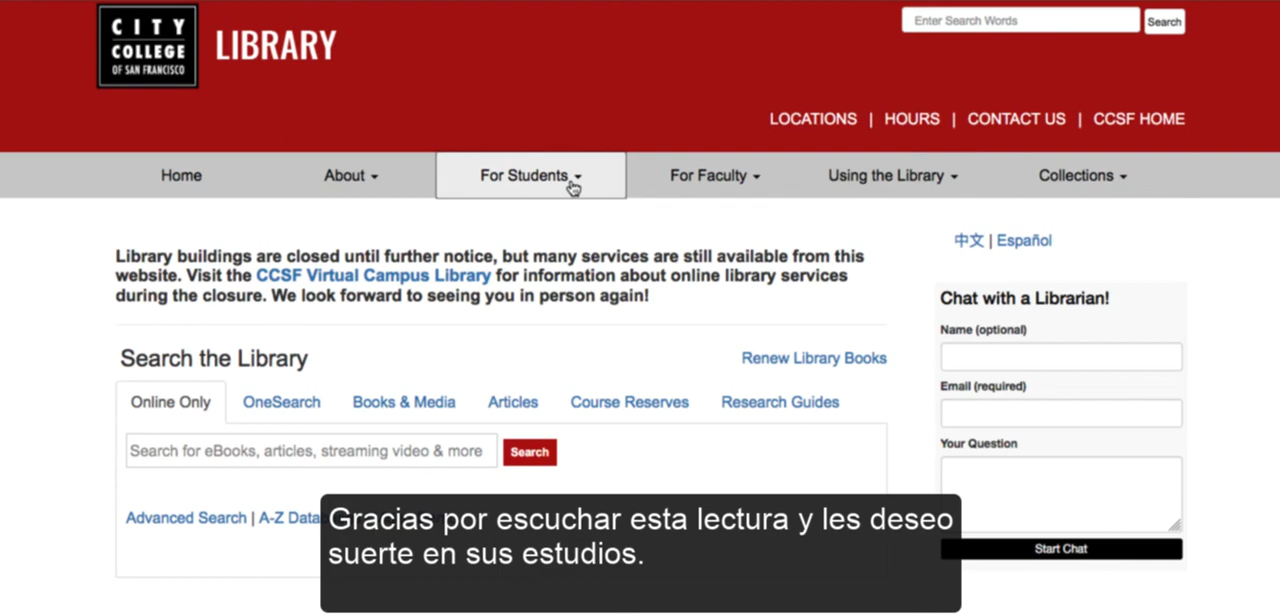 CITY
COLLEGE
OF SAN FRANCISCO
LIBRARY
Enter Search Words
Search
LOCATIONS | HOURS | CONTACT US | CCSF HOME
Home
About
For Students
For Faculty
Using the Library
Collections
Library buildings are closed until further notice, but many services are still available from this
website. Visit the CCSF Virtual Campus Library for information about online library services
during the closure. We look forward to seeing you in person again!
Search the Library
Renew Library Books
Online Only
OneSearch
Books & Media
Articles
Course Reserves
Research Guides
Search for eBooks, articles, streaming video & more
Search
Advanced Search | A-Z
中文 | Español
Chat with a Librarian!
Name (optional)
Email (required)
Your Question
Start Chat
Gracias por escuchar esta lectura y les deseo
suerte en sus estudios.